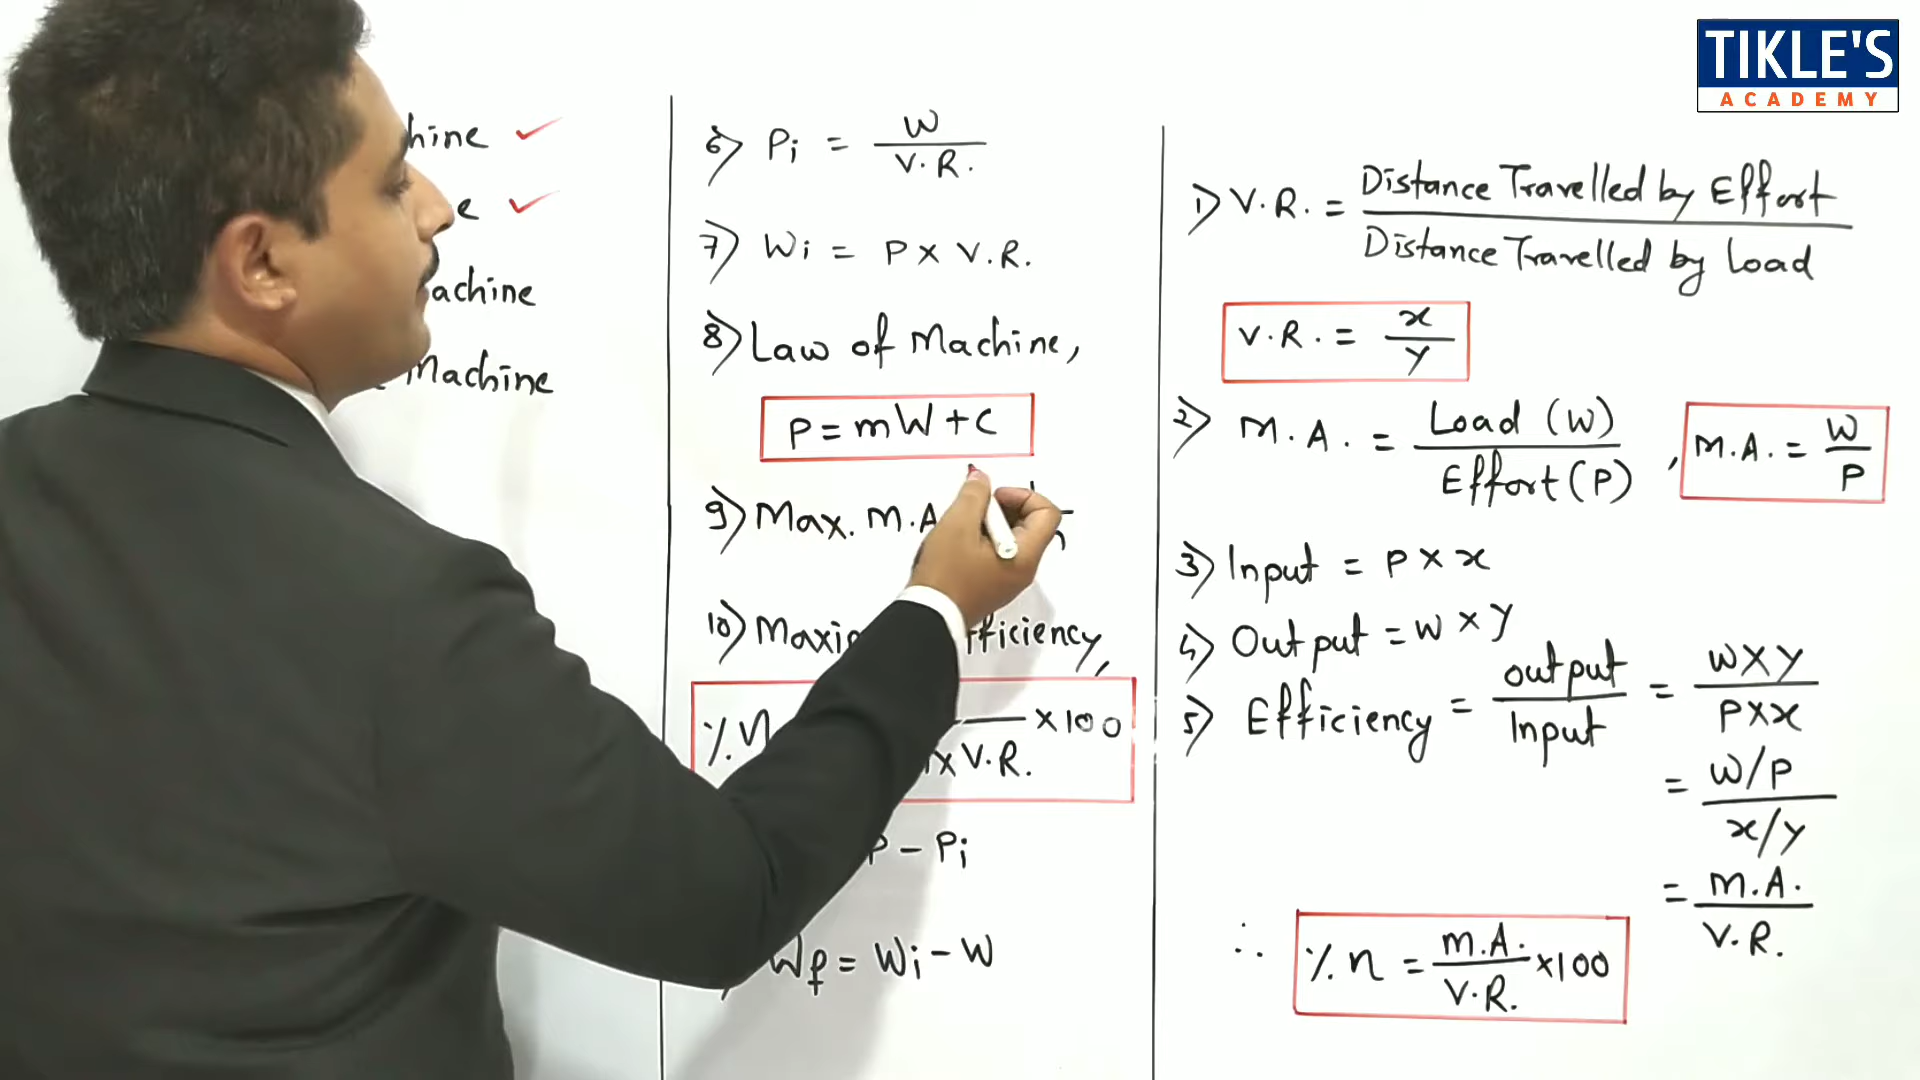 TIKLE'S
ACADEMY
hine ✓
e ✓
achine
Machine
6) Pi = W / V.R.
7) Wi = P × V.R.
8) Law of Machine,
P = mW + C
9) Max. M.A
10) Maxi fficiency,
% η × V.R. × 100
P - Pi
Wf = Wi - W
1) V.R. = Distance Travelled by Effort / Distance Travelled by Load
V.R. = x / y
2) M.A. = Load (W) / Effort (P) , M.A. = W / P
3) Input = P × x
4) Output = W × y
5) Efficiency = output / Input = W × y / P × x
= W/P / x/y
= M.A. / V.R.
∴ % η = M.A. / V.R. × 100